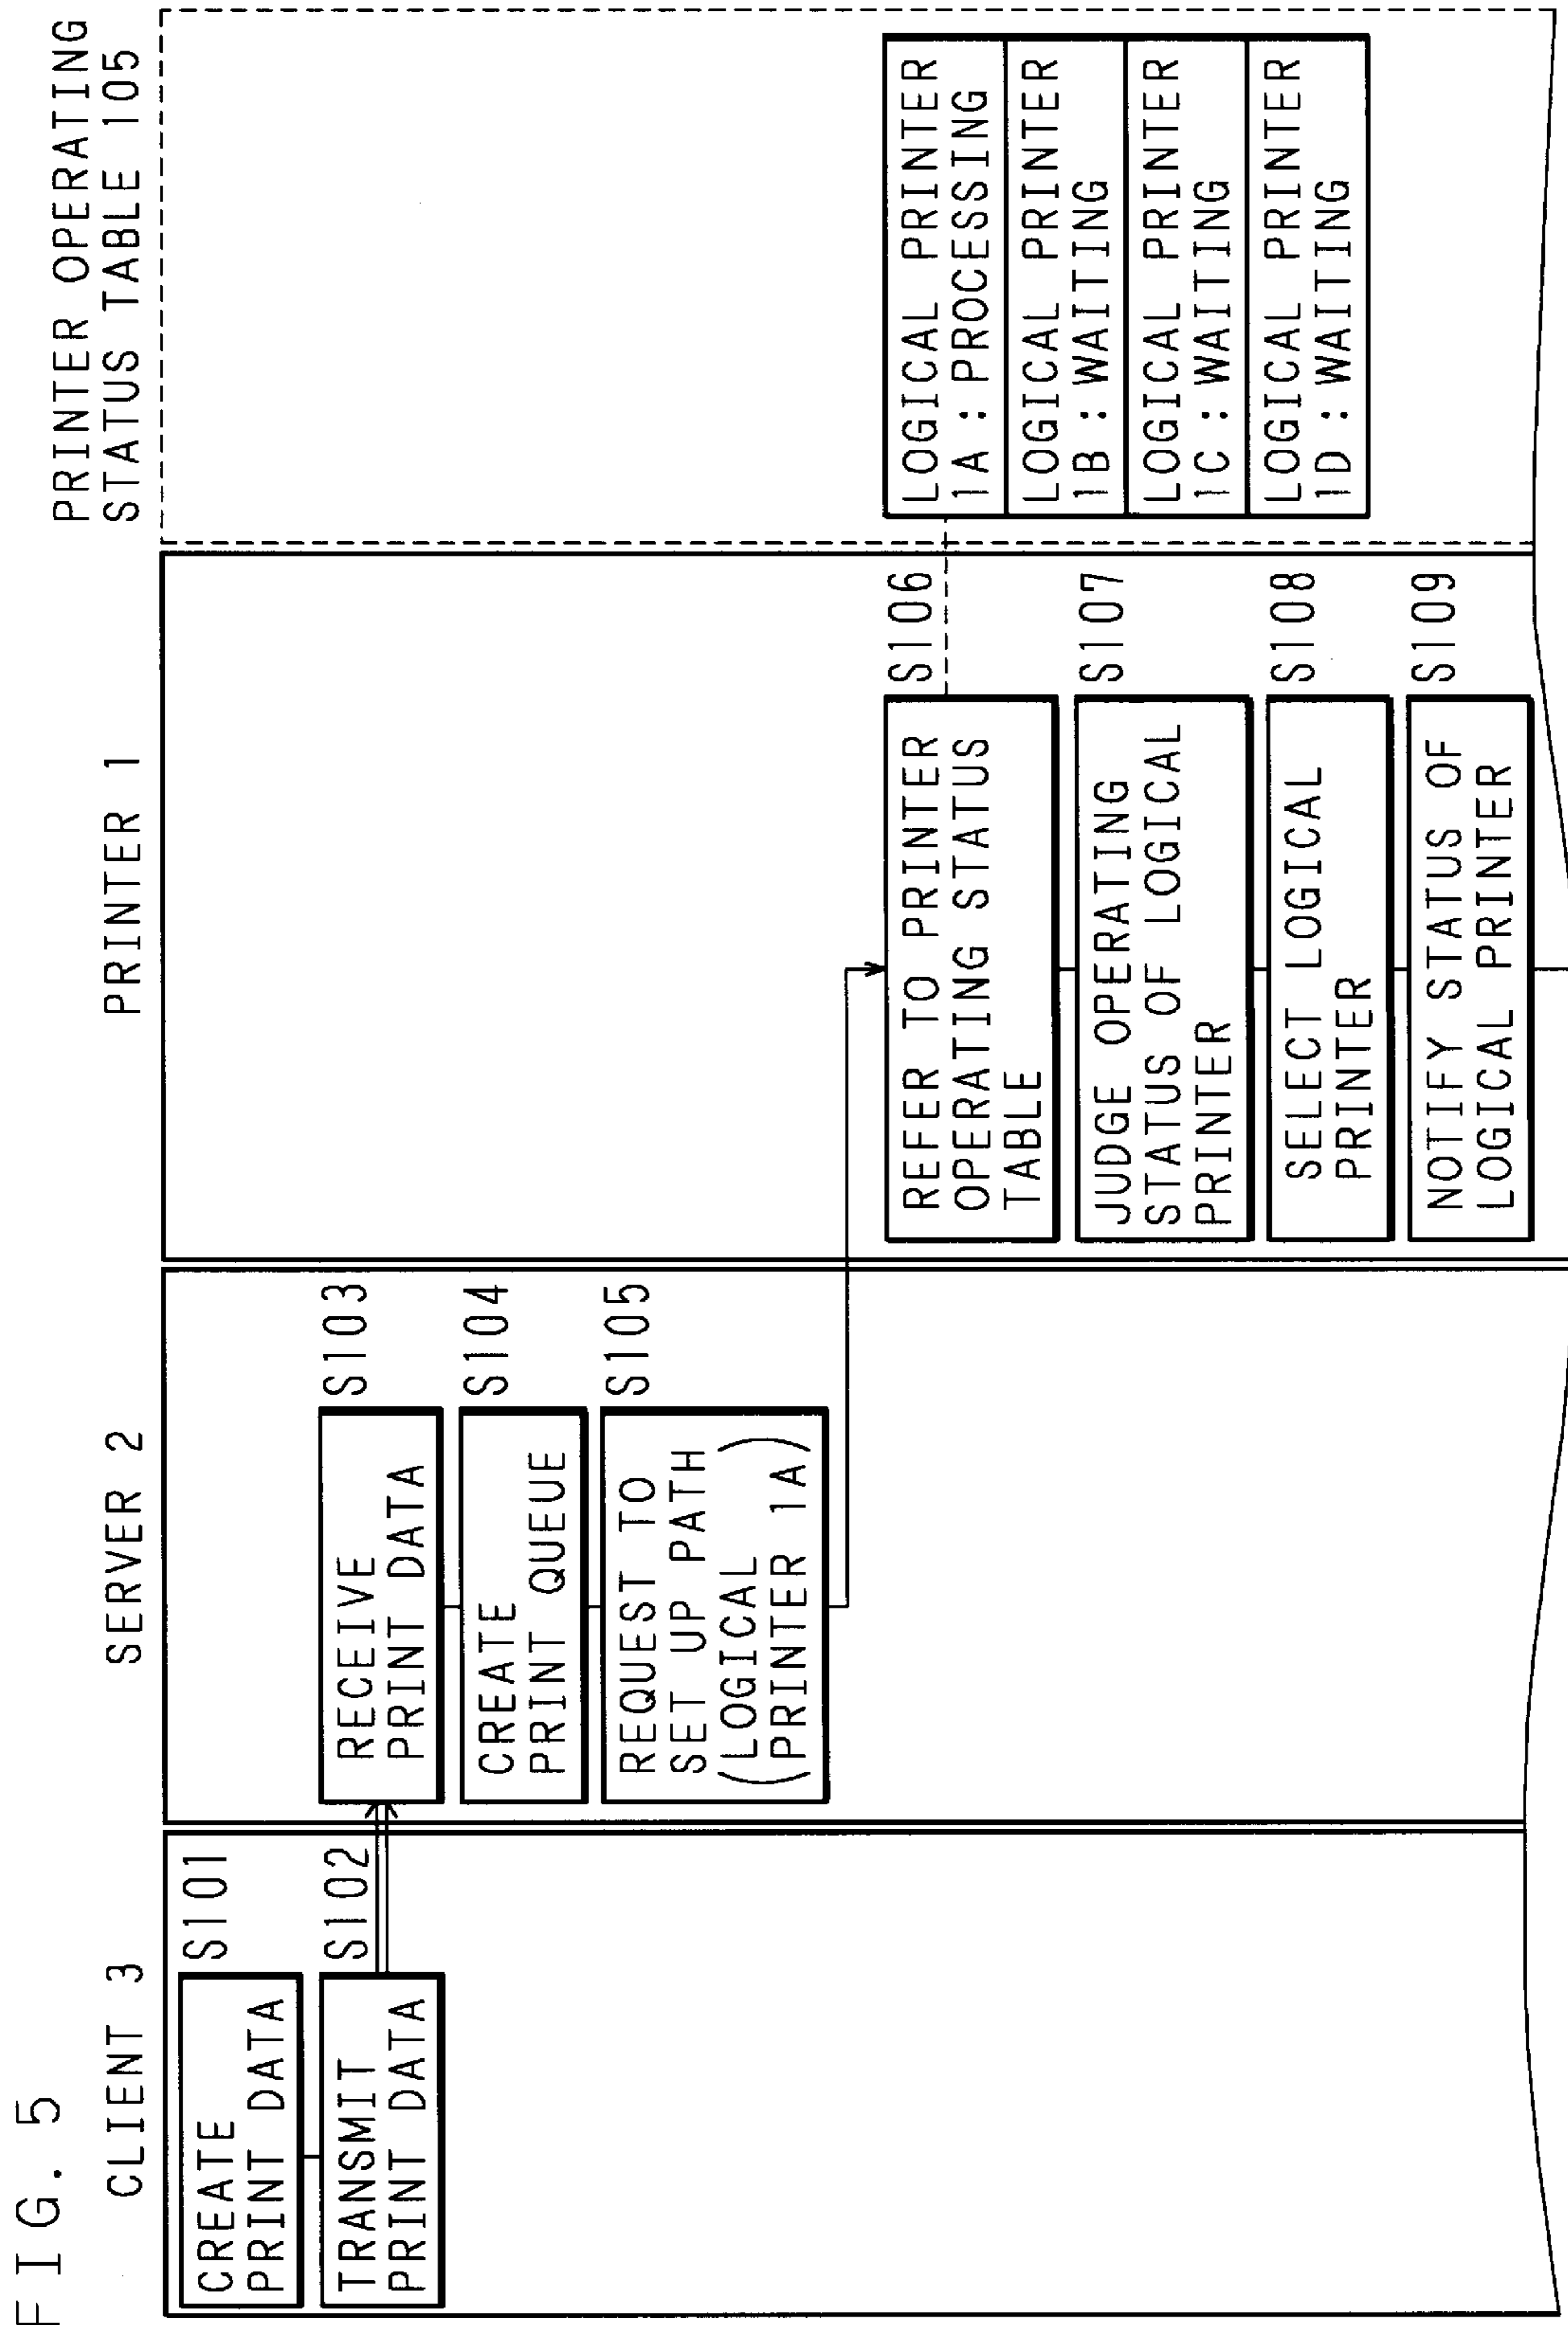 FIG. 5
CLIENT 3
SERVER 2
PRINTER 1
PRINTER OPERATING
STATUS TABLE 105
CREATE
PRINT DATA
S101
TRANSMIT
PRINT DATA
S102
RECEIVE
PRINT DATA
S103
CREATE
PRINT QUEUE
S104
REQUEST TO
SET UP PATH
(LOGICAL
PRINTER 1A)
S105
REFER TO PRINTER
OPERATING STATUS
TABLE
S106
JUDGE OPERATING
STATUS OF LOGICAL
PRINTER
S107
SELECT LOGICAL
PRINTER
S108
NOTIFY STATUS OF
LOGICAL PRINTER
S109
LOGICAL PRINTER
1A : PROCESSING
LOGICAL PRINTER
1B : WAITING
LOGICAL PRINTER
1C : WAITING
LOGICAL PRINTER
1D : WAITING